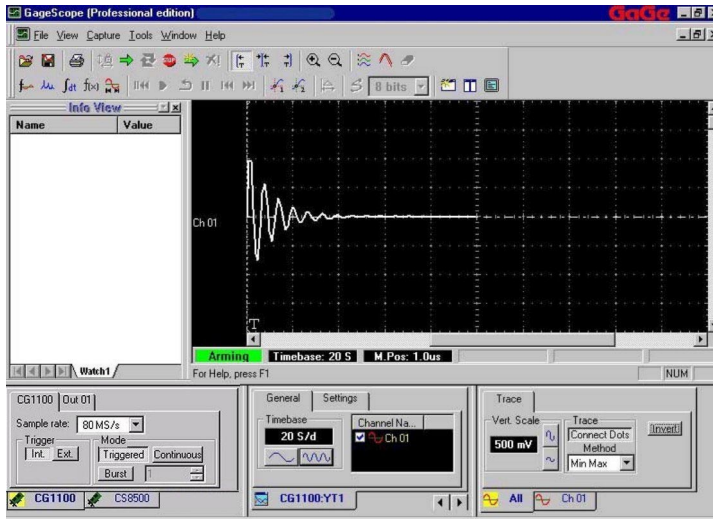 GageScope (Professional edition)
GaGe
File View Capture Tools Window Help
8 bits
Info View
Name Value
Ch 01
T
Arming Timebase: 20 S M.Pos: 1.0us
Watch1
For Help, press F1 NUM
CG1100 Out 01
Sample rate: 80 MS/s
Trigger Mode
Int. Ext. Triggered Continuous
Burst 1
CG1100 CS8500
General Settings
Timebase Channel Na...
20 S/d Ch 01
CG1100:YT1
Trace
Vert. Scale Trace Invert!
500 mV Connect Dots
Method
Min Max
All Ch 01